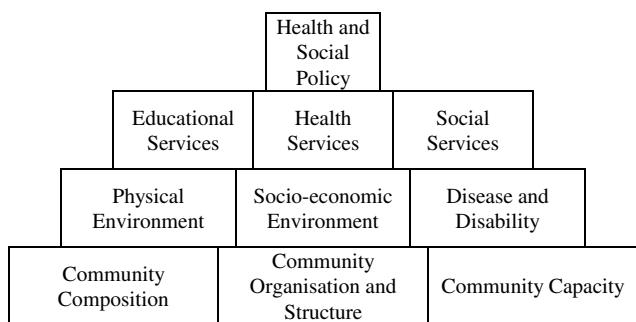 Health and
Social
Policy
Educational
Services
Health
Services
Social
Services
Physical
Environment
Socio-economic
Environment
Disease and
Disability
Community
Composition
Community
Organisation and
Structure
Community Capacity